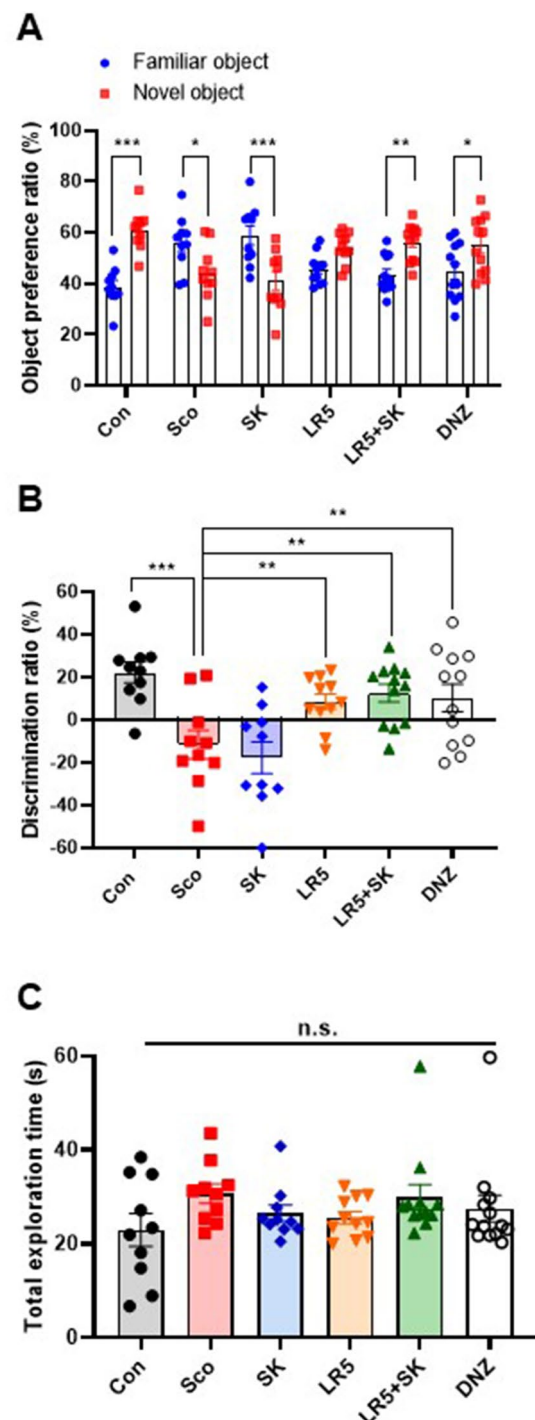 A
Familiar object
Novel object
Object preference ratio (%)
100
80
60
40
20
0
*** * *** ** *
Con Sco SK LR5 LR5+SK DNZ
B
Discrimination ratio (%)
60
40
20
0
-20
-40
-60
**
**
***
**
Con Sco SK LR5 LR5+SK DNZ
C
n.s.
Total exploration time (s)
60
40
20
0
Con Sco SK LR5 LR5+SK DNZ